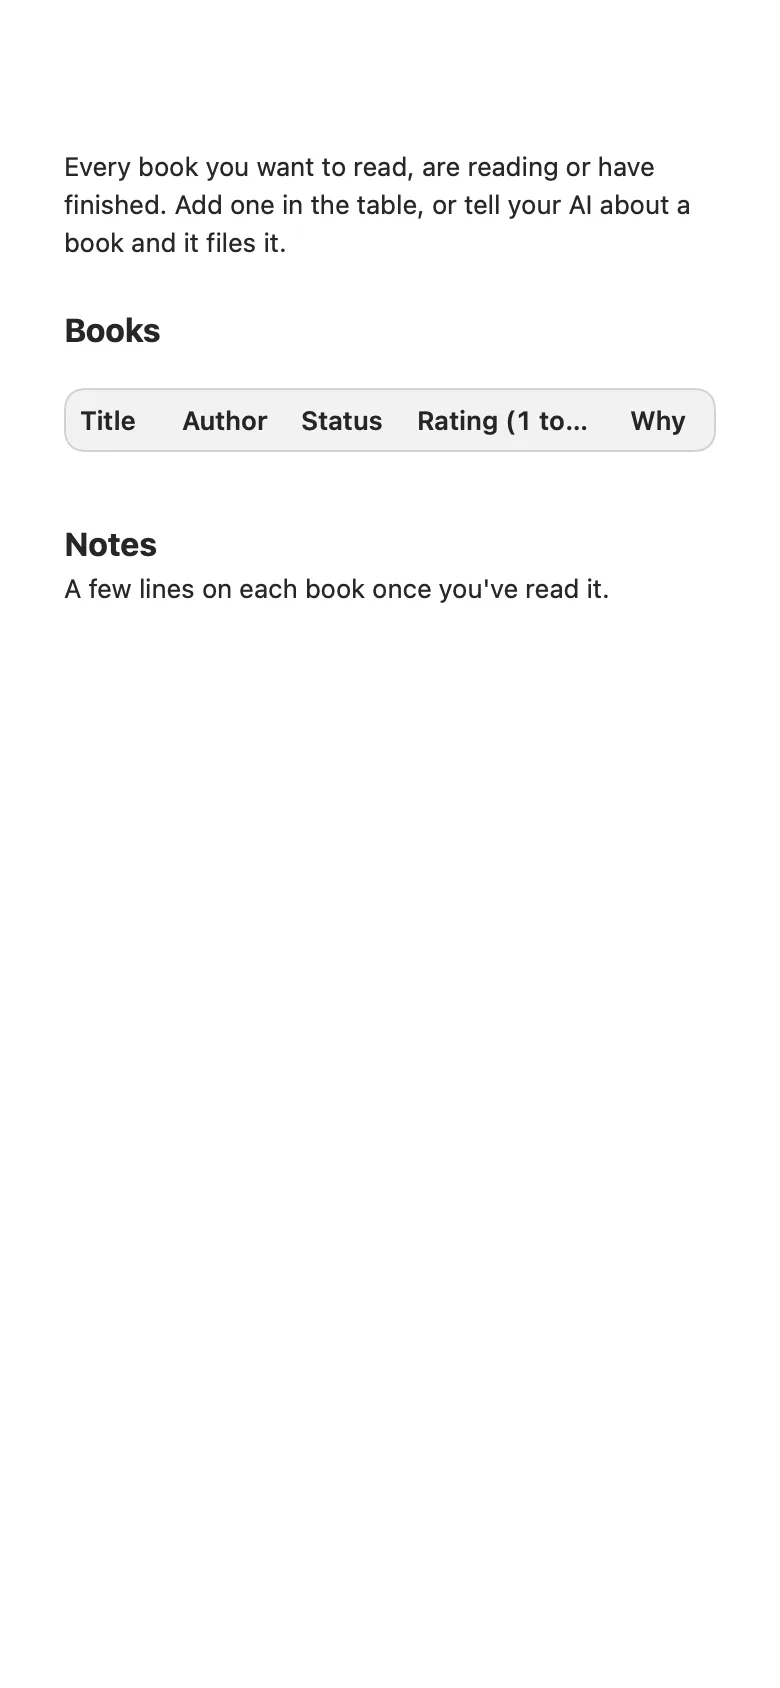 Every book you want to read, are reading or have
finished. Add one in the table, or tell your AI about a
book and it files it.
Books
Title Author Status Rating (1 to... Why
Notes
A few lines on each book once you've read it.